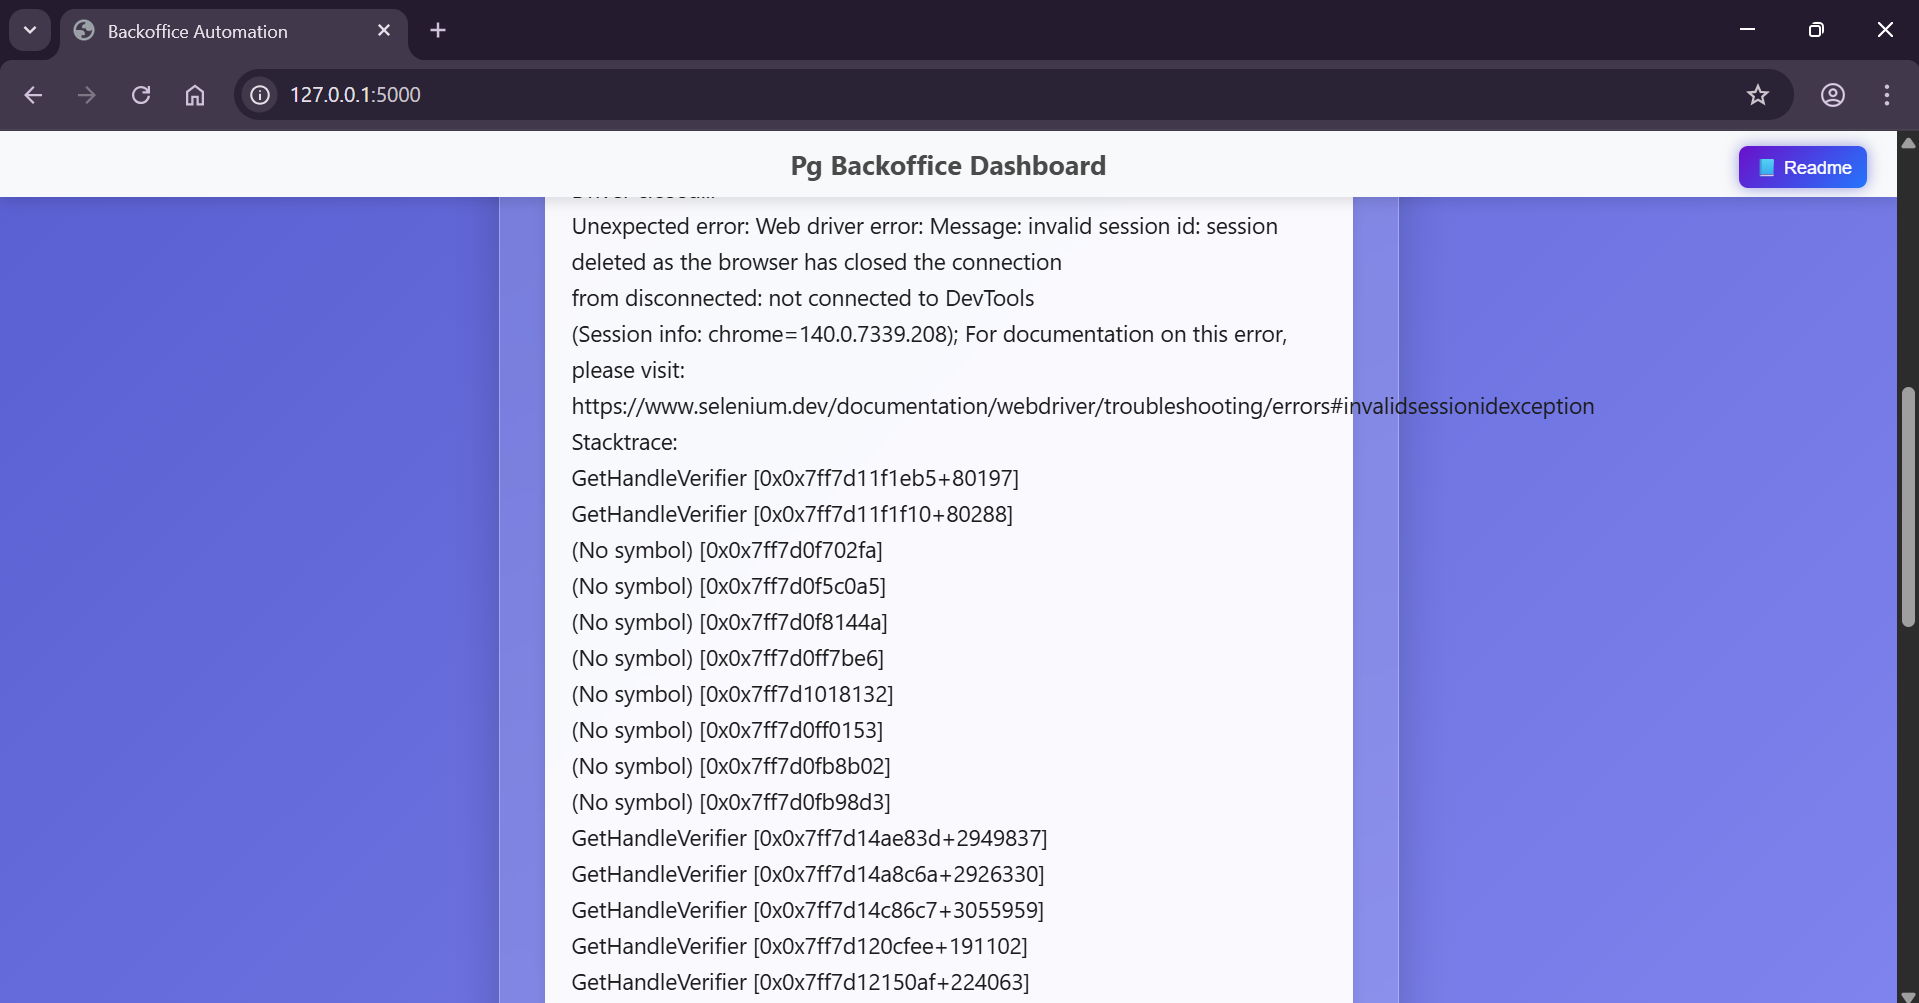 Backoffice Automation
127.0.0.1:5000
Pg Backoffice Dashboard
Readme
Unexpected error: Web driver error: Message: invalid session id: session
deleted as the browser has closed the connection
from disconnected: not connected to DevTools
(Session info: chrome=140.0.7339.208); For documentation on this error,
please visit:
https://www.selenium.dev/documentation/webdriver/troubleshooting/errors#invalidsessionidexception
Stacktrace:
GetHandleVerifier [0x0x7ff7d11f1eb5+80197]
GetHandleVerifier [0x0x7ff7d11f1f10+80288]
(No symbol) [0x0x7ff7d0f702fa]
(No symbol) [0x0x7ff7d0f5c0a5]
(No symbol) [0x0x7ff7d0f8144a]
(No symbol) [0x0x7ff7d0ff7be6]
(No symbol) [0x0x7ff7d1018132]
(No symbol) [0x0x7ff7d0ff0153]
(No symbol) [0x0x7ff7d0fb8b02]
(No symbol) [0x0x7ff7d0fb98d3]
GetHandleVerifier [0x0x7ff7d14ae83d+2949837]
GetHandleVerifier [0x0x7ff7d14a8c6a+2926330]
GetHandleVerifier [0x0x7ff7d14c86c7+3055959]
GetHandleVerifier [0x0x7ff7d120cfee+191102]
GetHandleVerifier [0x0x7ff7d12150af+224063]